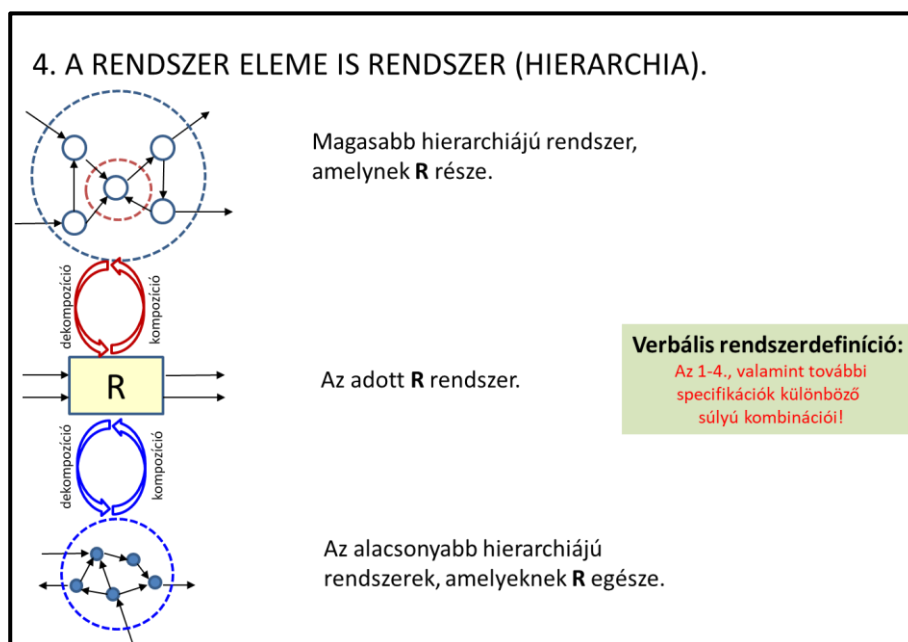 4. A RENDSZER ELEME IS RENDSZER (HIERARCHIA).
Magasabb hierarchiájú rendszer,
amelynek R része.
dekompozíció
kompozíció
R
Az adott R rendszer.
Verbális rendszerdefiníció:
Az 1-4., valamint további
specifikációk különböző
súlyú kombinációi!
dekompozíció
kompozíció
Az alacsonyabb hierarchiájú
rendszerek, amelyeknek R egésze.